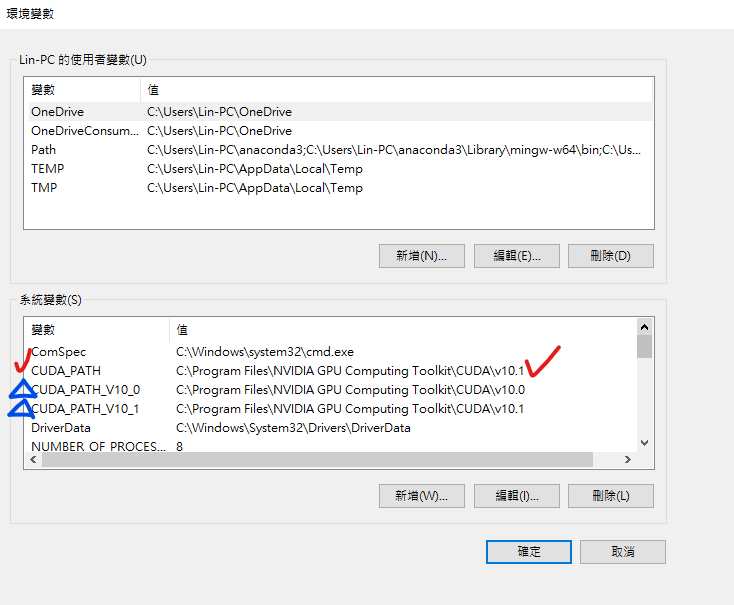 環境變數
Lin-PC 的使用者變數(U)
變數 值
OneDrive C:\Users\Lin-PC\OneDrive
OneDriveConsum... C:\Users\Lin-PC\OneDrive
Path C:\Users\Lin-PC\anaconda3;C:\Users\Lin-PC\anaconda3\Library\mingw-w64\bin;C:\Us...
TEMP C:\Users\Lin-PC\AppData\Local\Temp
TMP C:\Users\Lin-PC\AppData\Local\Temp
新增(N)... 編輯(E)... 刪除(D)
系統變數(S)
變數 值
ComSpec C:\Windows\system32\cmd.exe
CUDA_PATH C:\Program Files\NVIDIA GPU Computing Toolkit\CUDA\v10.1
CUDA_PATH_V10_0 C:\Program Files\NVIDIA GPU Computing Toolkit\CUDA\v10.0
CUDA_PATH_V10_1 C:\Program Files\NVIDIA GPU Computing Toolkit\CUDA\v10.1
DriverData C:\Windows\System32\Drivers\DriverData
NUMBER_OF_PROCES... 8
新增(W)... 編輯(I)... 刪除(L)
確定 取消